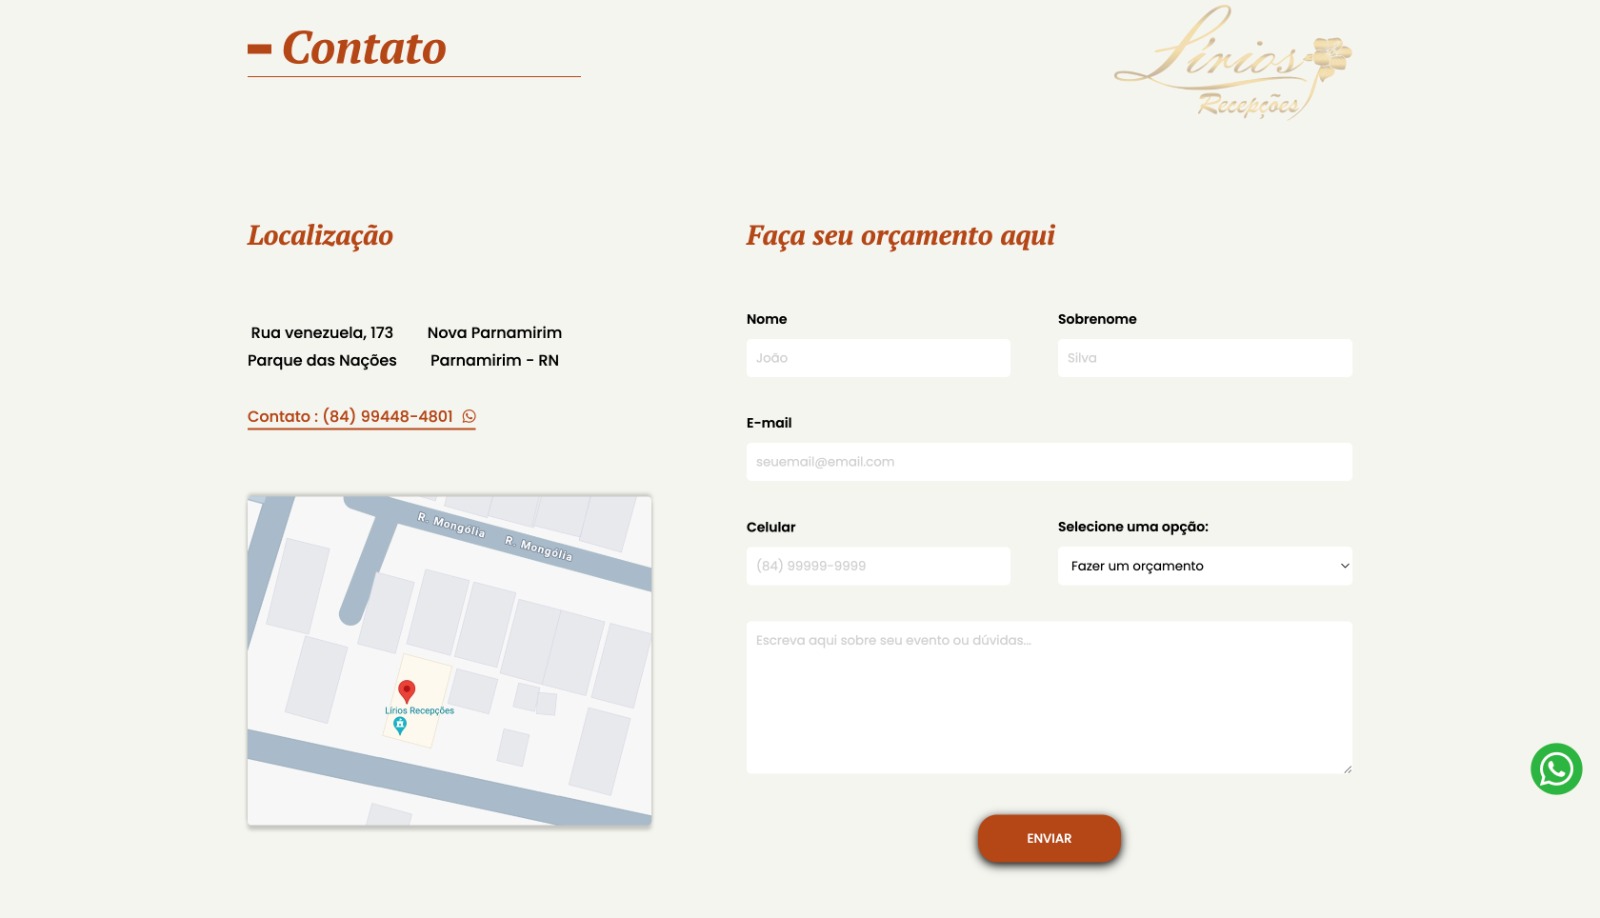 Contato
Lírios
Recepções
Localização
Rua venezuela, 173
Parque das Nações
Nova Parnamirim
Parnamirim - RN
Contato : (84) 99448-4801
R. Mongólia
R. Mongólia
Lírios Recepções
Faça seu orçamento aqui
Nome
Sobrenome
João
Silva
E-mail
seuemail@email.com
Celular
Selecione uma opção:
(84) 99999-9999
Fazer um orçamento
Escreva aqui sobre seu evento ou dúvidas...
ENVIAR